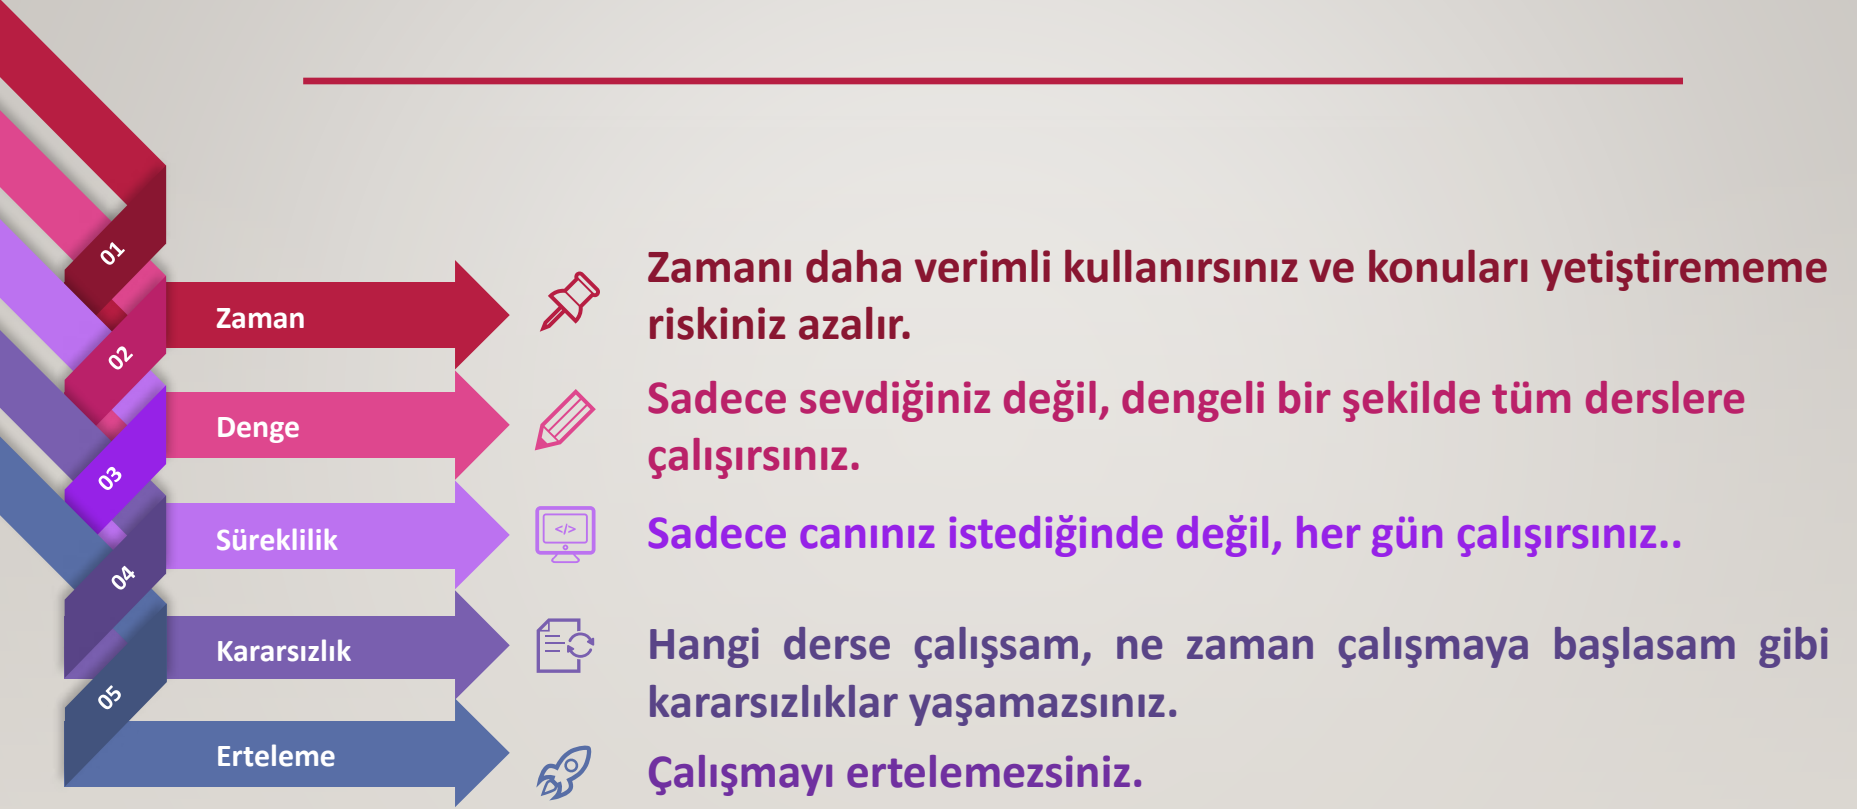 01
Zaman
Zamanı daha verimli kullanırsınız ve konuları yetiştirememe
riskiniz azalır.
02
Denge
Sadece sevdiğiniz değil, dengeli bir şekilde tüm derslere
çalışırsınız.
03
Süreklilik
</>
Sadece canınız istediğinde değil, her gün çalışırsınız..
04
Kararsızlık
Hangi derse çalışsam, ne zaman çalışmaya başlasam gibi
kararsızlıklar yaşamazsınız.
05
Erteleme
Çalışmayı ertelemezsiniz.